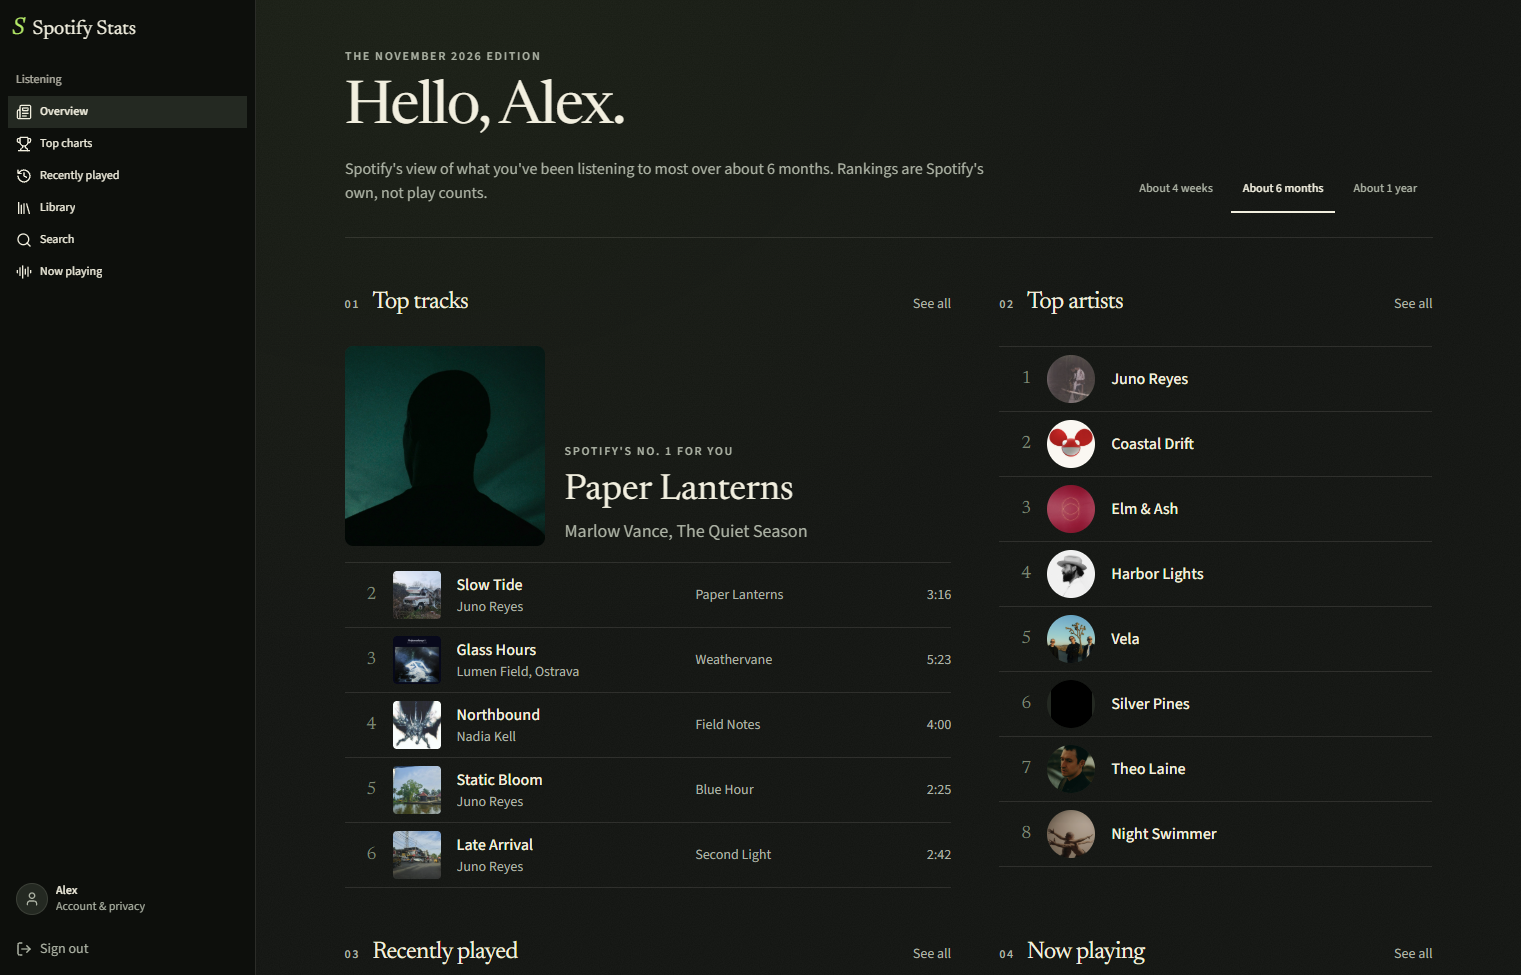 S Spotify Stats
Listening
Overview
Top charts
Recently played
Library
Search
Now playing
Alex
Account & privacy
Sign out
THE NOVEMBER 2026 EDITION
Hello, Alex.
Spotify's view of what you've been listening to most over about 6 months. Rankings are Spotify's
own, not play counts.
About 4 weeks
About 6 months
About 1 year
01 Top tracks
See all
SPOTIFY'S NO. 1 FOR YOU
Paper Lanterns
Marlow Vance, The Quiet Season
2 Slow Tide Paper Lanterns 3:16
Juno Reyes
3 Glass Hours Weathervane 5:23
Lumen Field, Ostrava
4 Northbound Field Notes 4:00
Nadia Kell
5 Static Bloom Blue Hour 2:25
Juno Reyes
6 Late Arrival Second Light 2:42
Juno Reyes
02 Top artists
See all
1 Juno Reyes
2 Coastal Drift
3 Elm & Ash
4 Harbor Lights
5 Vela
6 Silver Pines
7 Theo Laine
8 Night Swimmer
03 Recently played
See all
04 Now playing
See all